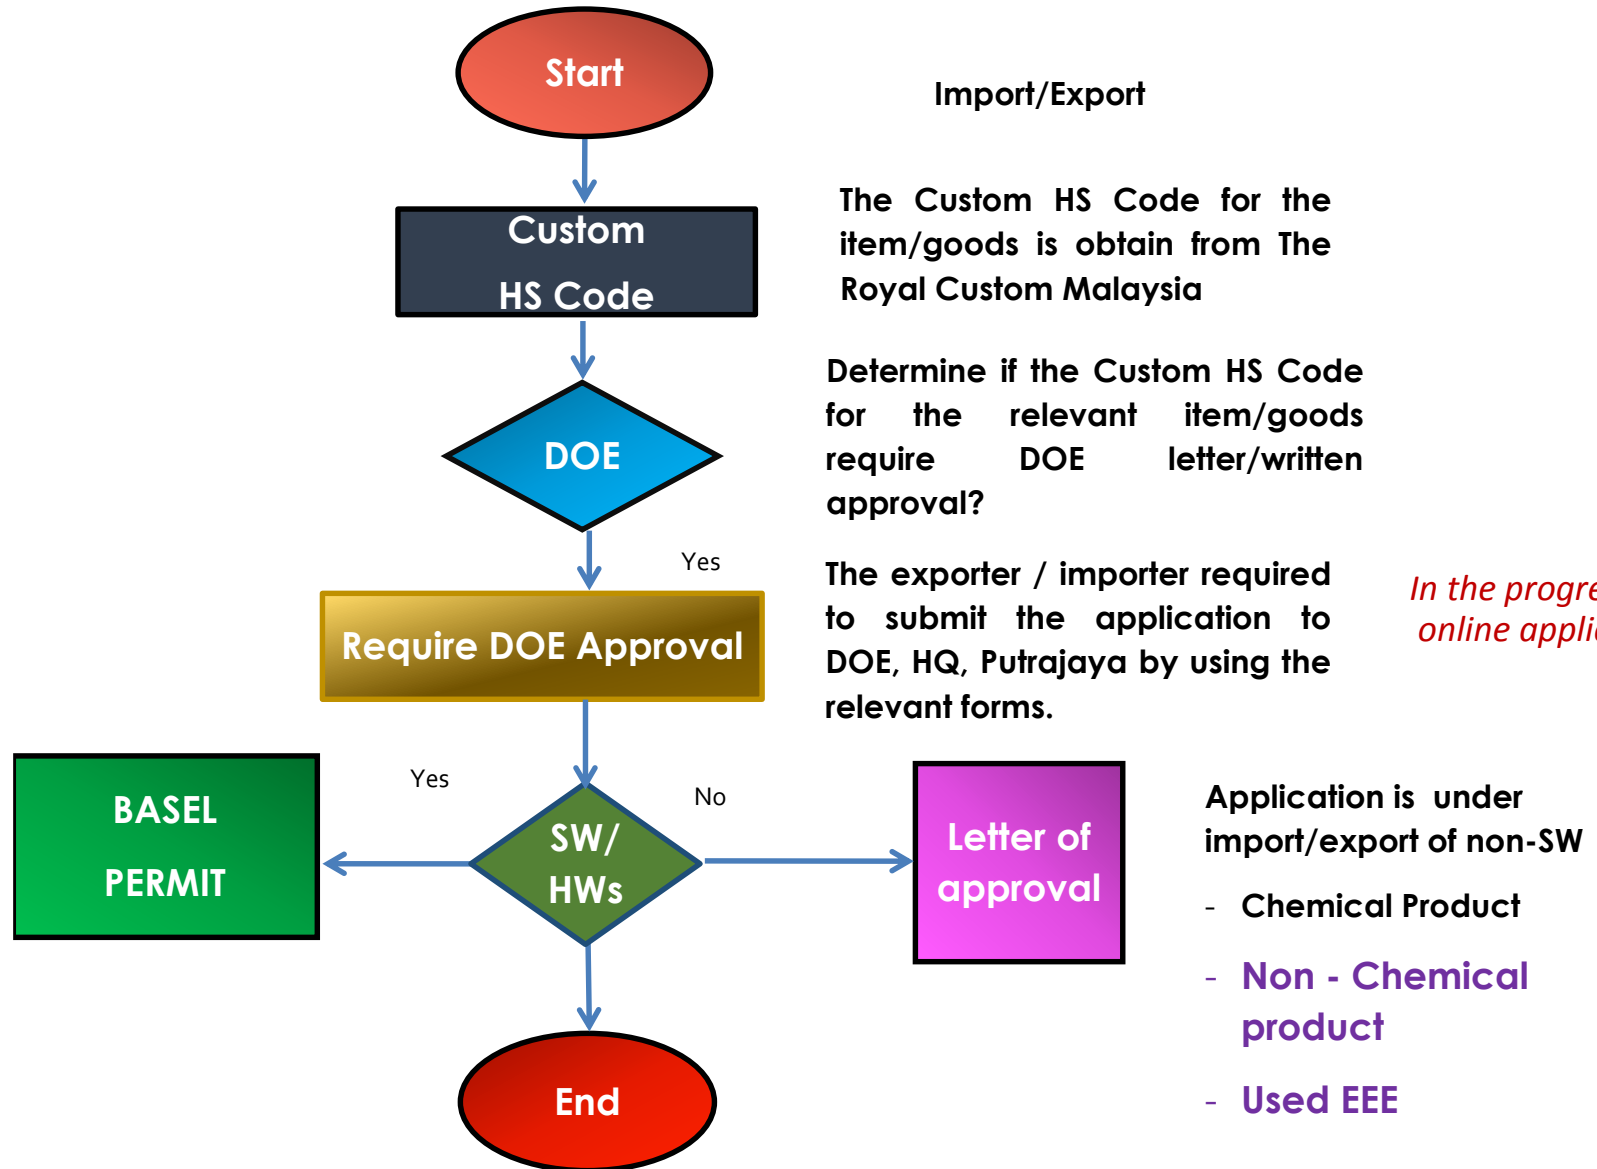 Start
Import/Export
Custom
HS Code
The Custom HS Code for the
item/goods is obtain from The
Royal Custom Malaysia
DOE
Determine if the Custom HS Code
for the relevant item/goods
require DOE letter/written
approval?
Yes
Require DOE Approval
The exporter / importer required
to submit the application to
DOE, HQ, Putrajaya by using the
relevant forms.
In the
online
BASEL
PERMIT
Yes
SW/
HWs
No
Letter of
approval
Application is under
import/export of non-SW
- Chemical Product
- Non - Chemical
product
- Used EEE
End